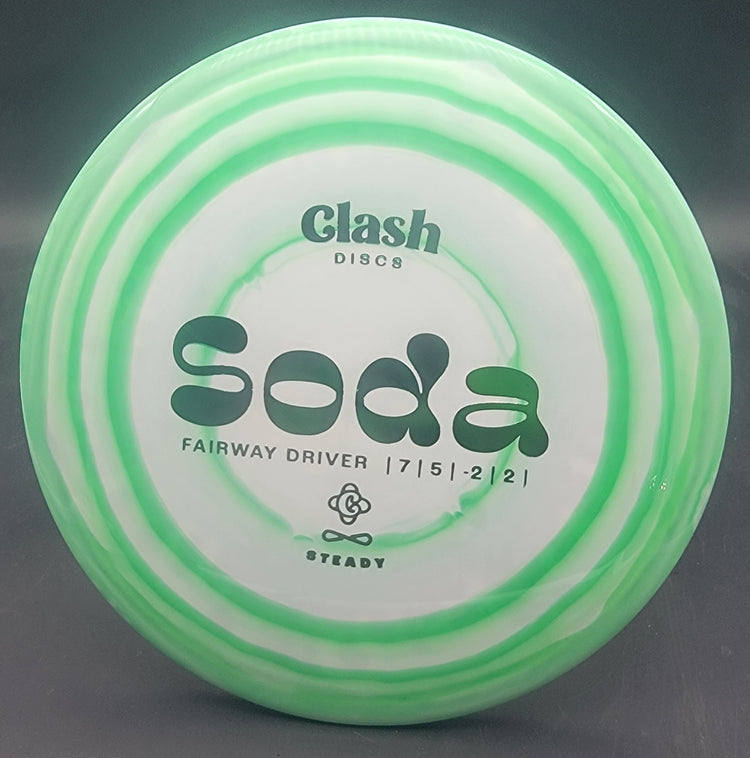 Clash
DISCS
Soda
FAIRWAY DRIVER |7|5|-2|2|
C
STEADY